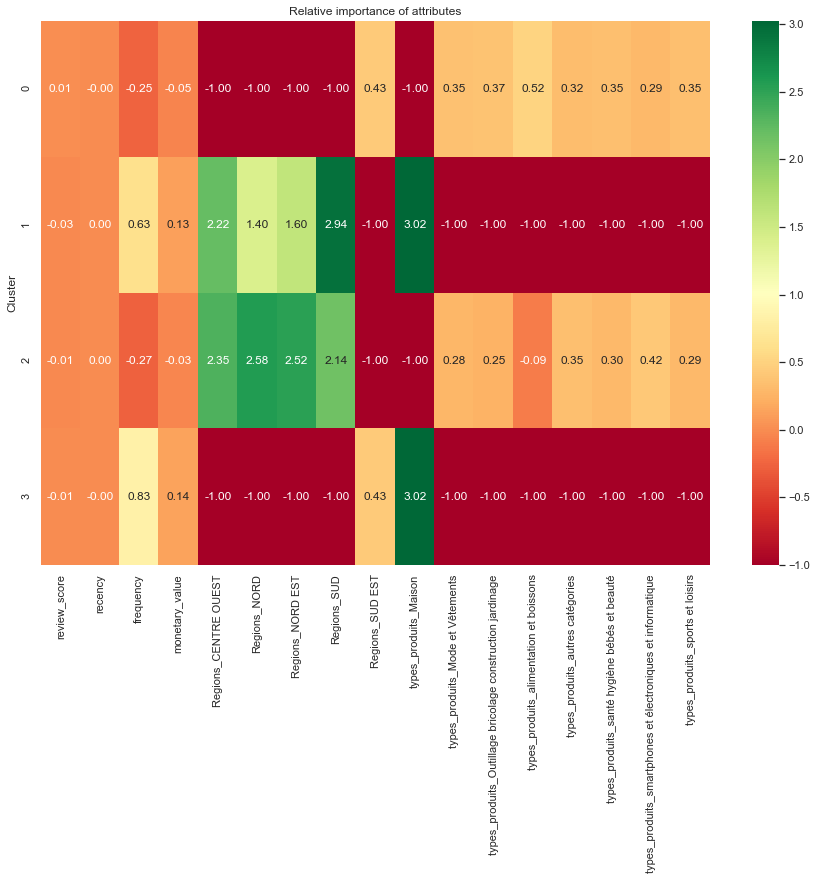 Relative importance of attributes
0 0.01 -0.00 -0.25 -0.05 -1.00 -1.00 -1.00 -1.00 0.43 -1.00 0.35 0.37 0.52 0.32 0.35 0.29 0.35
1 -0.03 0.00 0.63 0.13 2.22 1.40 1.60 2.94 -1.00 3.02 -1.00 -1.00 -1.00 -1.00 -1.00 -1.00 -1.00
Cluster
2 -0.01 0.00 -0.27 -0.03 2.35 2.58 2.52 2.14 -1.00 -1.00 0.28 0.25 -0.09 0.35 0.30 0.42 0.29
3 -0.01 -0.00 0.83 0.14 -1.00 -1.00 -1.00 -1.00 0.43 3.02 -1.00 -1.00 -1.00 -1.00 -1.00 -1.00 -1.00
review_score
recency
frequency
monetary_value
Regions_CENTRE OUEST
Regions_NORD
Regions_NORD EST
Regions_SUD
Regions_SUD EST
types_produits_Maison
types_produits_Mode et Vêtements
types_produits_Outillage bricolage construction jardinage
types_produits_alimentation et boissons
types_produits_autres catégories
types_produits_santé hygiène bébés et beauté
types_produits_smartphones et électroniques et informatique
types_produits_sports et loisirs
3.0
2.5
2.0
1.5
1.0
0.5
0.0
−0.5
−1.0